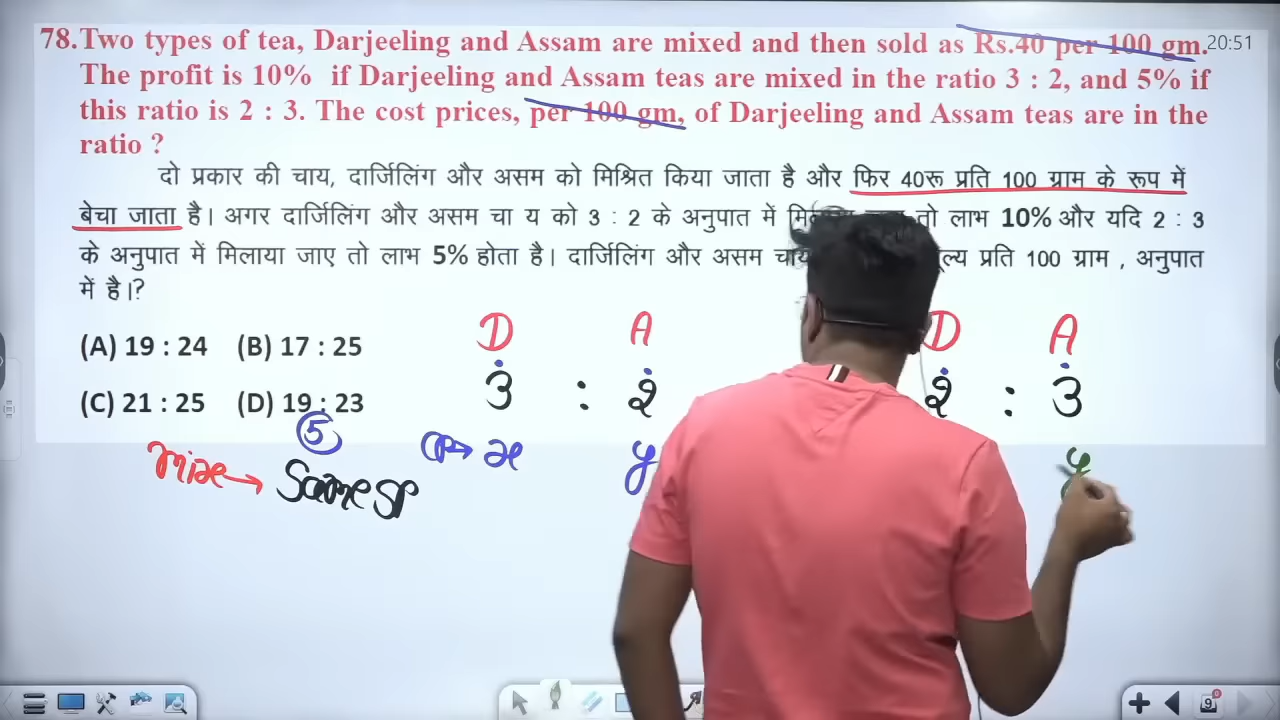 78.Two types of tea, Darjeeling and Assam are mixed and then sold as Rs.40 per 100 gm.
20:51
The profit is 10% if Darjeeling and Assam teas are mixed in the ratio 3 : 2, and 5% if
this ratio is 2 : 3. The cost prices, per 100 gm, of Darjeeling and Assam teas are in the
ratio ?
दो प्रकार की चाय, दार्जिलिंग और असम को मिश्रित किया जाता है और फिर 40रू प्रति 100 ग्राम के रूप में
बेचा जाता है। अगर दार्जिलिंग और असम चा य को 3 : 2 के अनुपात में तो लाभ 10% और यदि 2 : 3
के अनुपात में मिलाया जाए तो लाभ 5% होता है। दार्जिलिंग और असम प्रति 100 ग्राम , अनुपात
में है।?
(A) 19 : 24 (B) 17 : 25
(C) 21 : 25 (D) 19 : 23
D A D A
3 : 2 2 : 3
5
mix → Same SP
CP → x y y
9